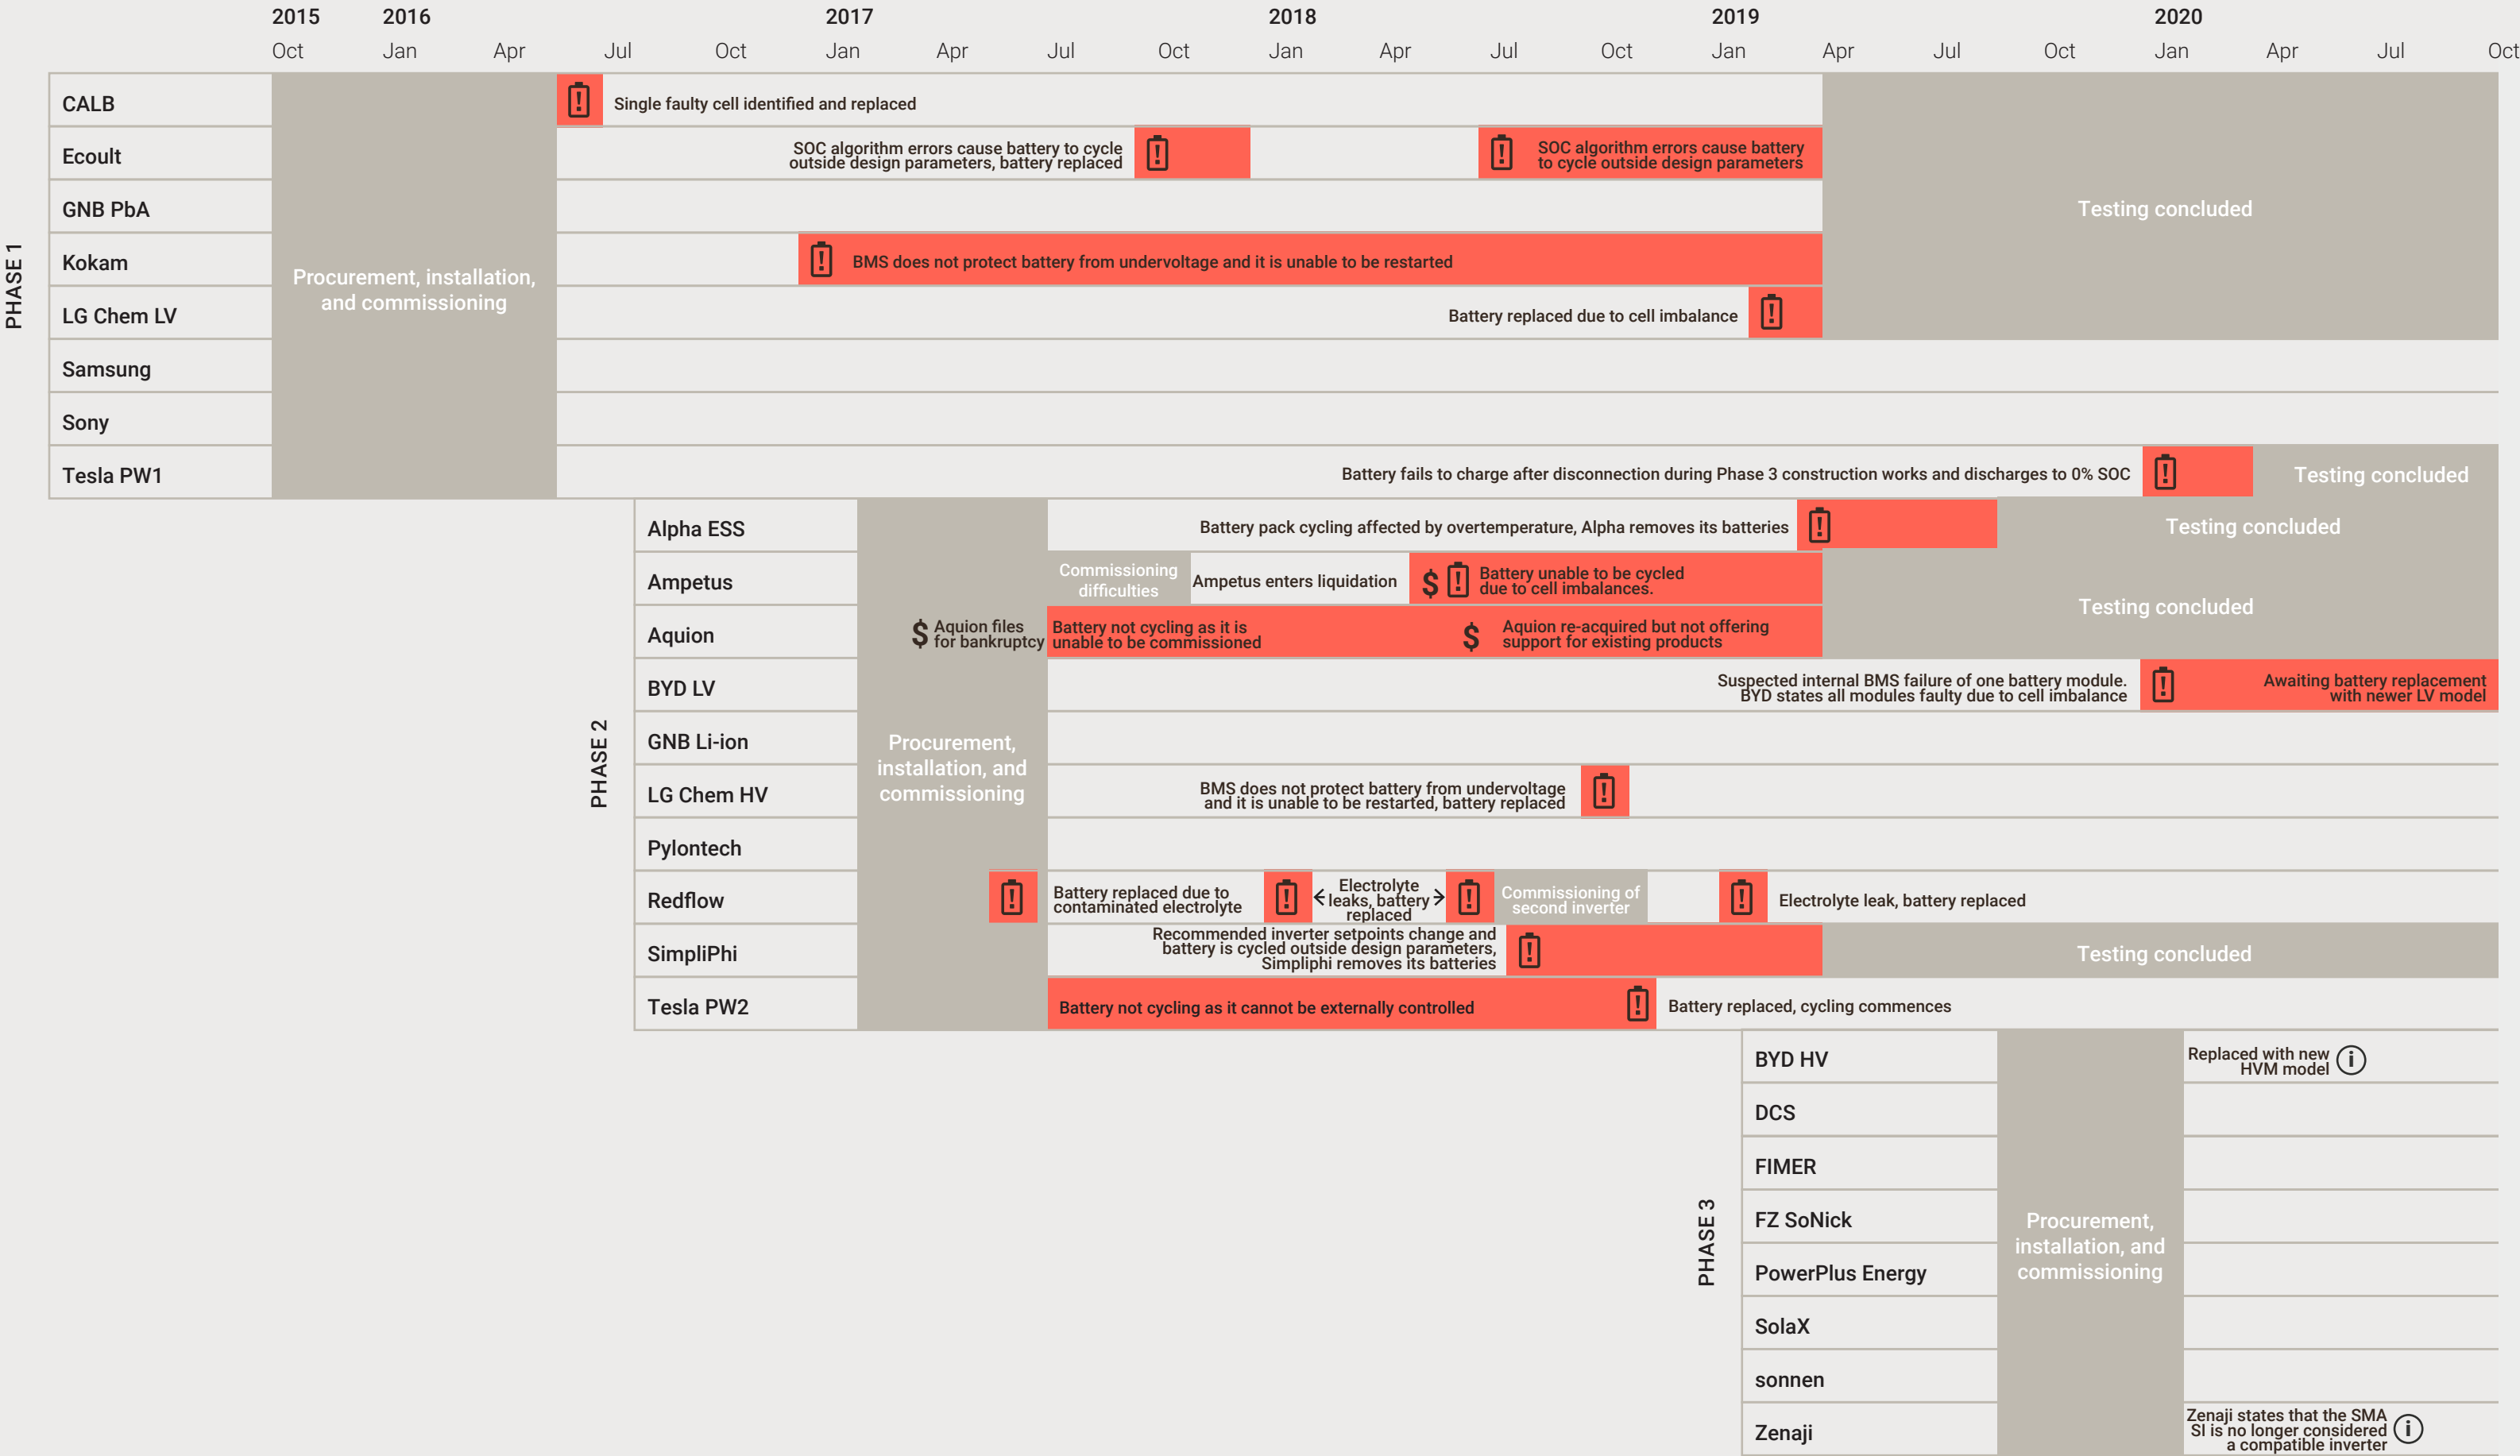 2015 2016 2017 2018 2019 2020
Oct Jan Apr Jul Oct Jan Apr Jul Oct Jan Apr Jul Oct Jan Apr Jul Oct Jan Apr Jul Oct
PHASE 1
Procurement, installation,
and commissioning
CALB
Single faulty cell identified and replaced
Ecoult
SOC algorithm errors cause battery to cycle
outside design parameters, battery replaced
SOC algorithm errors cause battery
to cycle outside design parameters
GNB PbA
Testing concluded
Kokam
BMS does not protect battery from undervoltage and it is unable to be restarted
LG Chem LV
Battery replaced due to cell imbalance
Samsung
Sony
Tesla PW1
Battery fails to charge after disconnection during Phase 3 construction works and discharges to 0% SOC
Testing concluded
PHASE 2
Procurement,
installation, and
commissioning
Alpha ESS
Battery pack cycling affected by overtemperature, Alpha removes its batteries
Testing concluded
Ampetus
Commissioning
difficulties
Ampetus enters liquidation
$
Battery unable to be cycled
due to cell imbalances.
Testing concluded
Aquion
$
Aquion files
for bankruptcy
Battery not cycling as it is
unable to be commissioned
$
Aquion re-acquired but not offering
support for existing products
BYD LV
Suspected internal BMS failure of one battery module.
BYD states all modules faulty due to cell imbalance
Awaiting battery replacement
with newer LV model
GNB Li-ion
LG Chem HV
BMS does not protect battery from undervoltage
and it is unable to be restarted, battery replaced
Pylontech
Redflow
Battery replaced due to
contaminated electrolyte
Electrolyte
leaks, battery
replaced
Commissioning of
second inverter
Electrolyte leak, battery replaced
SimpliPhi
Recommended inverter setpoints change and
battery is cycled outside design parameters,
Simpliphi removes its batteries
Testing concluded
Tesla PW2
Battery not cycling as it cannot be externally controlled
Battery replaced, cycling commences
PHASE 3
Procurement,
installation, and
commissioning
BYD HV
Replaced with new
HVM model
DCS
FIMER
FZ SoNick
PowerPlus Energy
SolaX
sonnen
Zenaji
Zenaji states that the SMA
SI is no longer considered
a compatible inverter